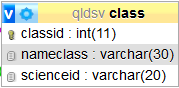 V qldsv class
classid : int(11)
nameclass : varchar(30)
scienceid : varchar(20)